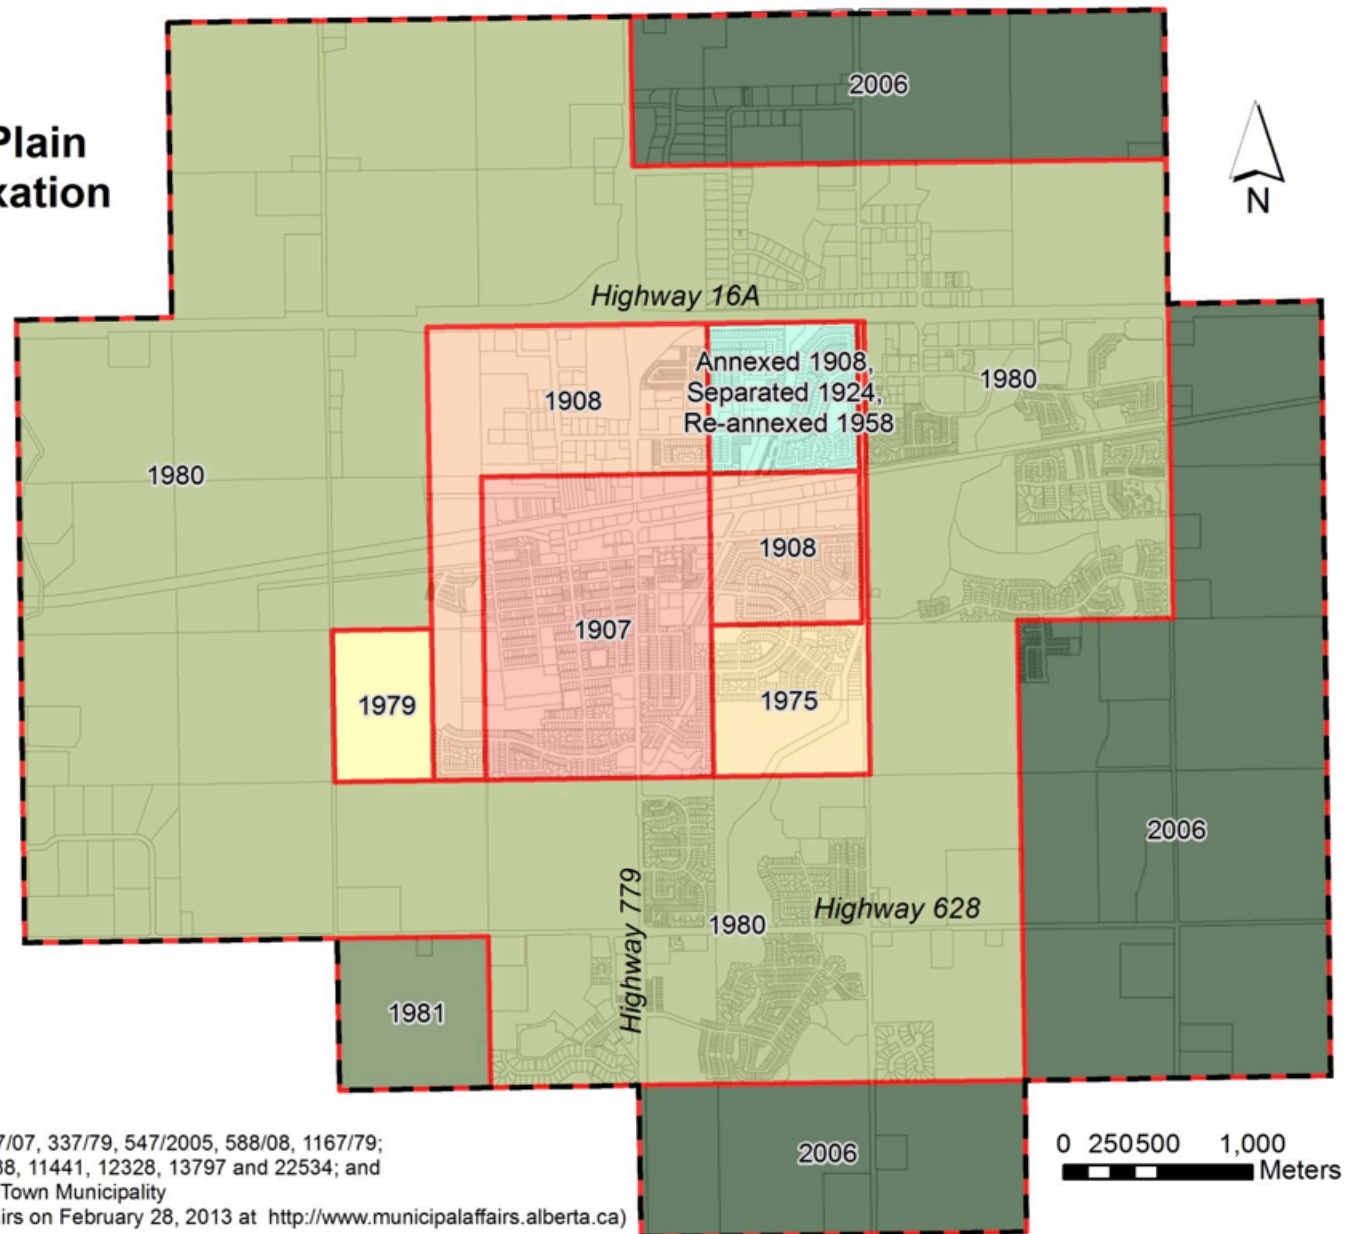 Plain
xation
2006
N
Highway 16A
Annexed 1908,
Separated 1924,
Re-annexed 1958
1980
1908
1980
1908
1907
1979
1975
2006
Highway 779
1980
Highway 628
1981
2006
7/07, 337/79, 547/2005, 588/08, 1167/79;
38, 11441, 12328, 13797 and 22534; and
Town Municipality
irs on February 28, 2013 at http://www.municipalaffairs.alberta.ca)
0 250500 1,000
Meters